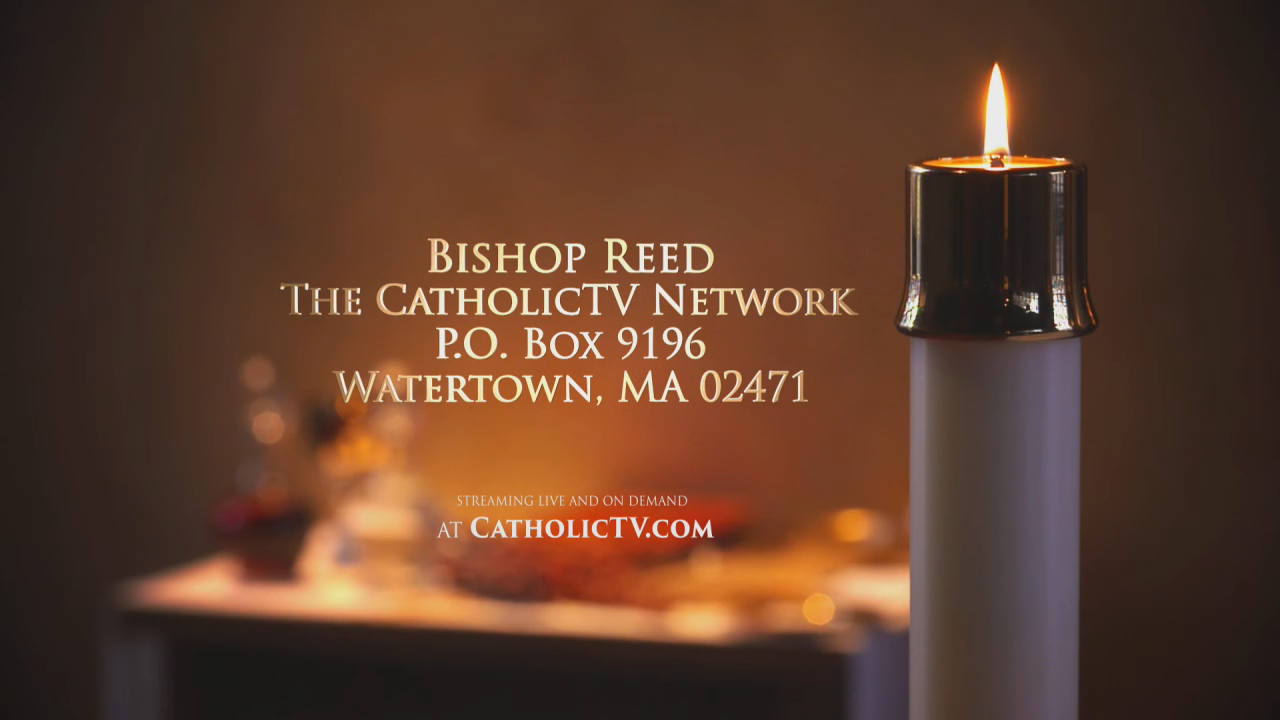 Bishop Reed
The CatholicTV Network
P.O. Box 9196
Watertown, MA 02471
streaming live and on demand
at CatholicTV.com